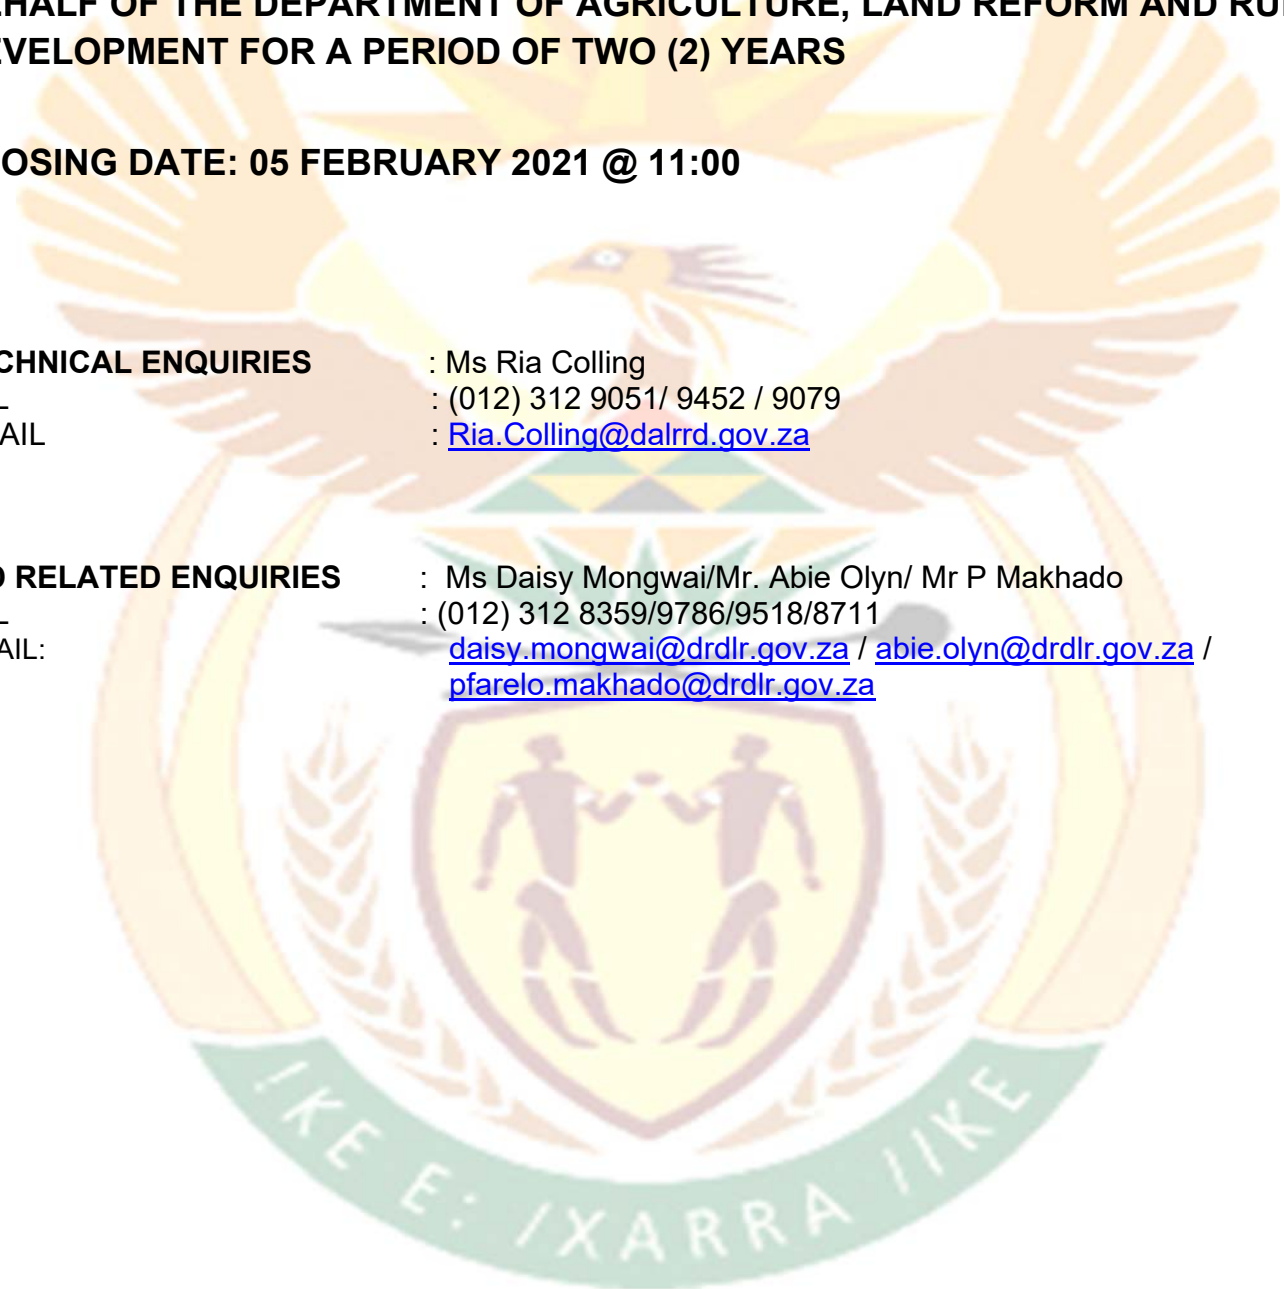 EHALF OF THE DEPARTMENT OF AGRICULTURE, LAND REFORM AND RU
EVELOPMENT FOR A PERIOD OF TWO (2) YEARS
OSING DATE: 05 FEBRUARY 2021 @ 11:00
CHNICAL ENQUIRIES : Ms Ria Colling
L : (012) 312 9051/ 9452 / 9079
AIL : Ria.Colling@dalrrd.gov.za
D RELATED ENQUIRIES : Ms Daisy Mongwai/Mr. Abie Olyn/ Mr P Makhado
L : (012) 312 8359/9786/9518/8711
AIL: daisy.mongwai@drdlr.gov.za / abie.olyn@drdlr.gov.za /
pfarelo.makhado@drdlr.gov.za
!KE E: /XARRA //KE